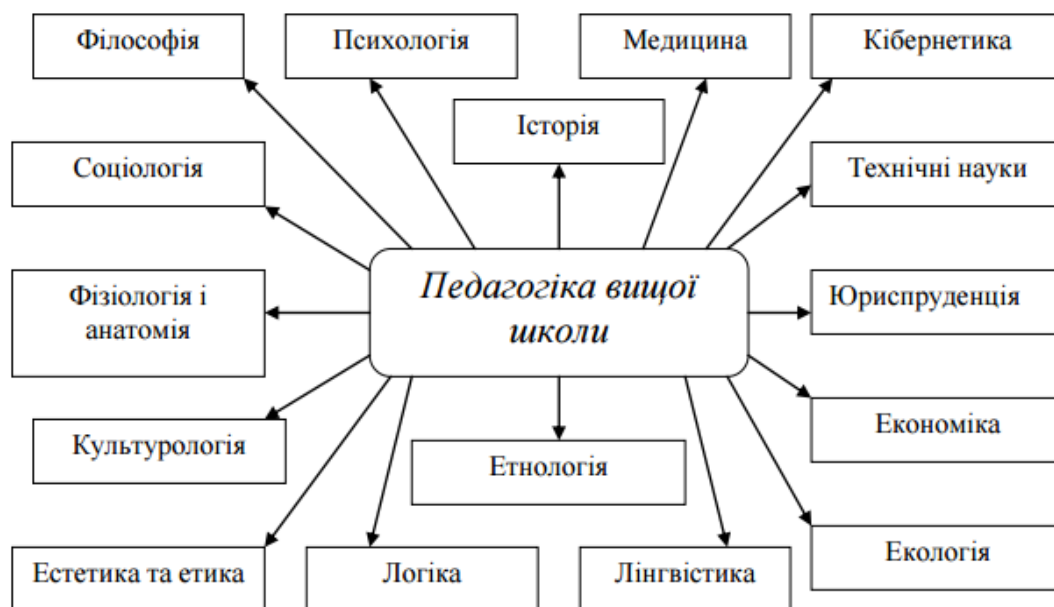 Філософія
Психологія
Медицина
Кібернетика
Історія
Соціологія
Технічні науки
Педагогіка вищої
школи
Фізіологія і
анатомія
Юриспруденція
Культурологія
Економіка
Етнологія
Естетика та етика
Логіка
Лінгвістика
Екологія